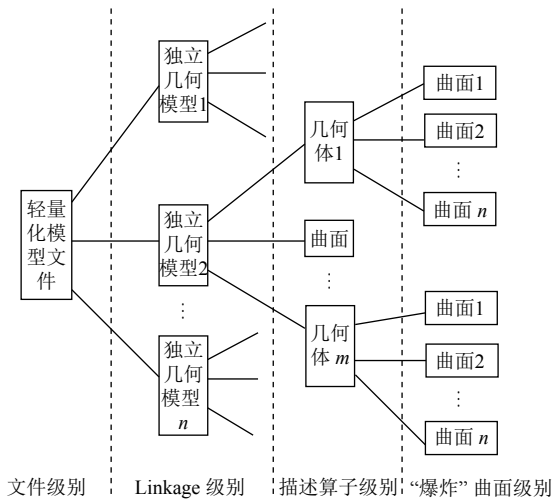 轻量
化模
型文
件
独立
几何
模型1
独立
几何
模型2
⋮
独立
几何
模型
n
几何
体1
曲面
⋮
几何
体 m
曲面1
曲面2
⋮
曲面 n
曲面1
曲面2
⋮
曲面 n
文件级别
Linkage 级别
描述算子级别
“爆炸” 曲面级别